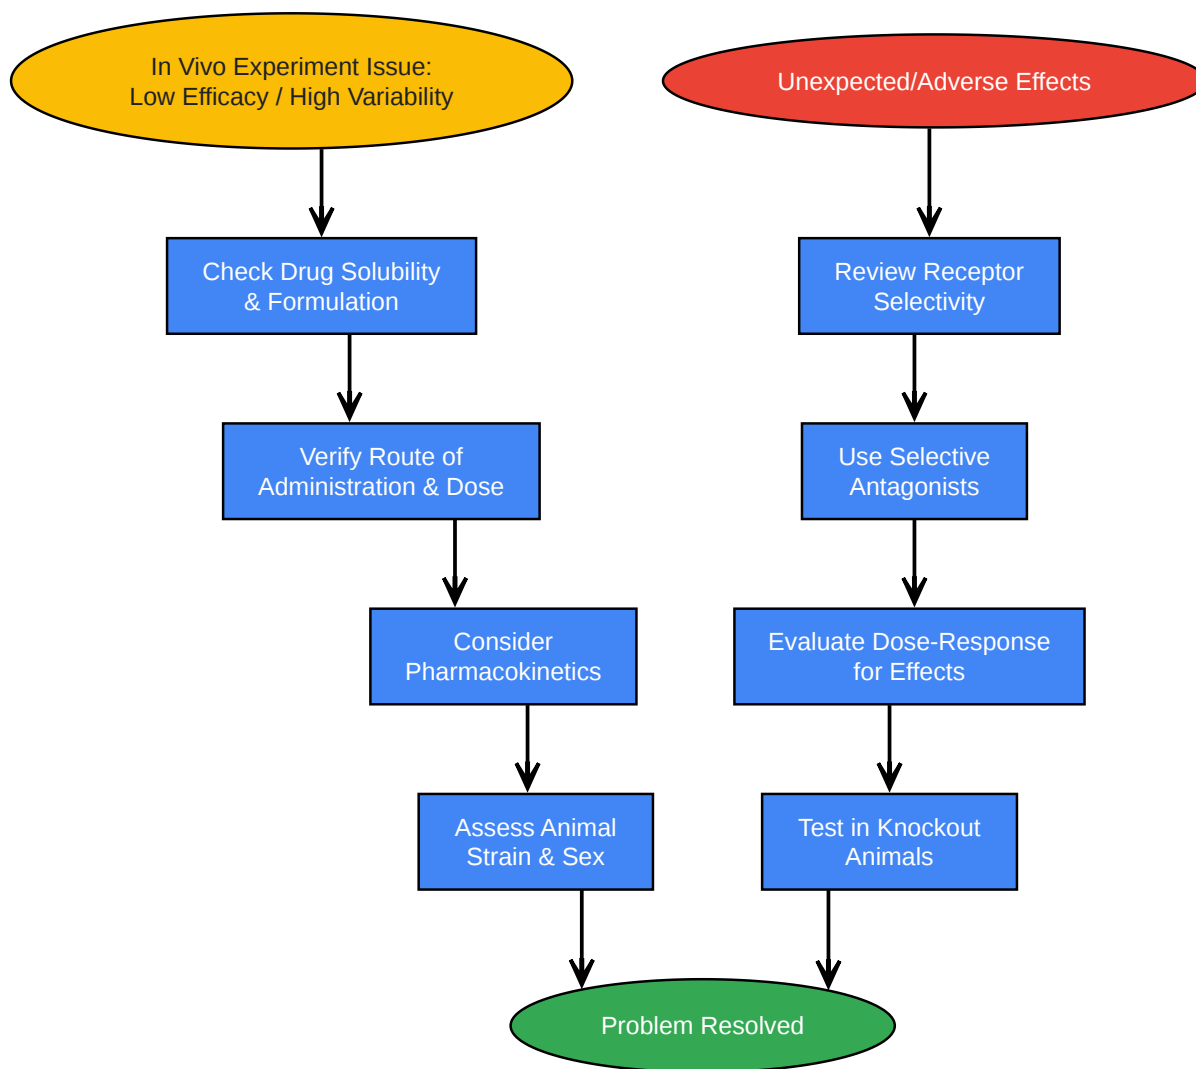 In Vivo Experiment Issue:
Low Efficacy / High Variability
Unexpected/Adverse Effects
Check Drug Solubility
& Formulation
Review Receptor
Selectivity
Verify Route of
Administration & Dose
Use Selective
Antagonists
Consider
Pharmacokinetics
Evaluate Dose-Response
for Effects
Assess Animal
Strain & Sex
Test in Knockout
Animals
Problem Resolved